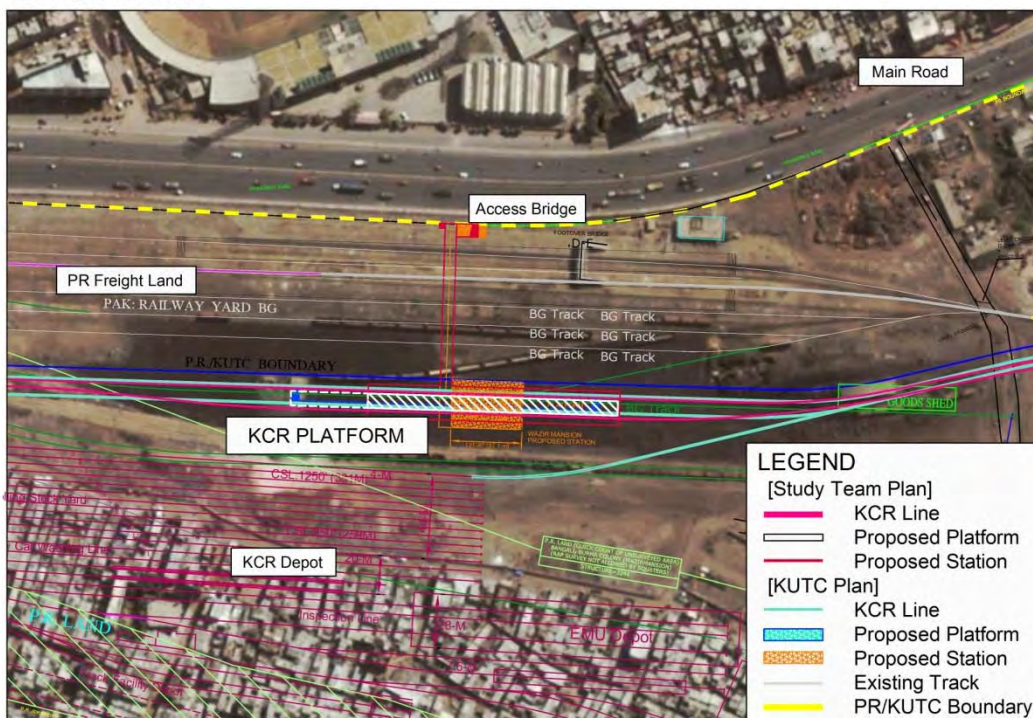 Main Road
Access Bridge
FOOTOVER BRIDGE
PR Freight Land
PAK: RAILWAY YARD BG
BG Track BG Track
BG Track BG Track
BG Track BG Track
P.R./KUTC BOUNDARY
GOODS SHED
KCR PLATFORM
WAZIR MANSION
PROPOSED STATION
KCR Depot
Inspection Line
EMU Depot
P.R. LAND
LEGEND
[Study Team Plan]
KCR Line
Proposed Platform
Proposed Station
[KUTC Plan]
KCR Line
Proposed Platform
Proposed Station
Existing Track
PR/KUTC Boundary